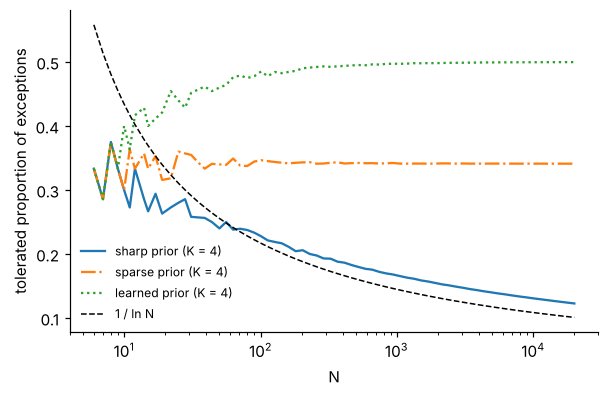 tolerated proportion of exceptions
0.5
0.4
0.3
0.2
0.1
sharp prior (K = 4)
sparse prior (K = 4)
learned prior (K = 4)
1 / ln N
10¹ 10² 10³ 10⁴
N